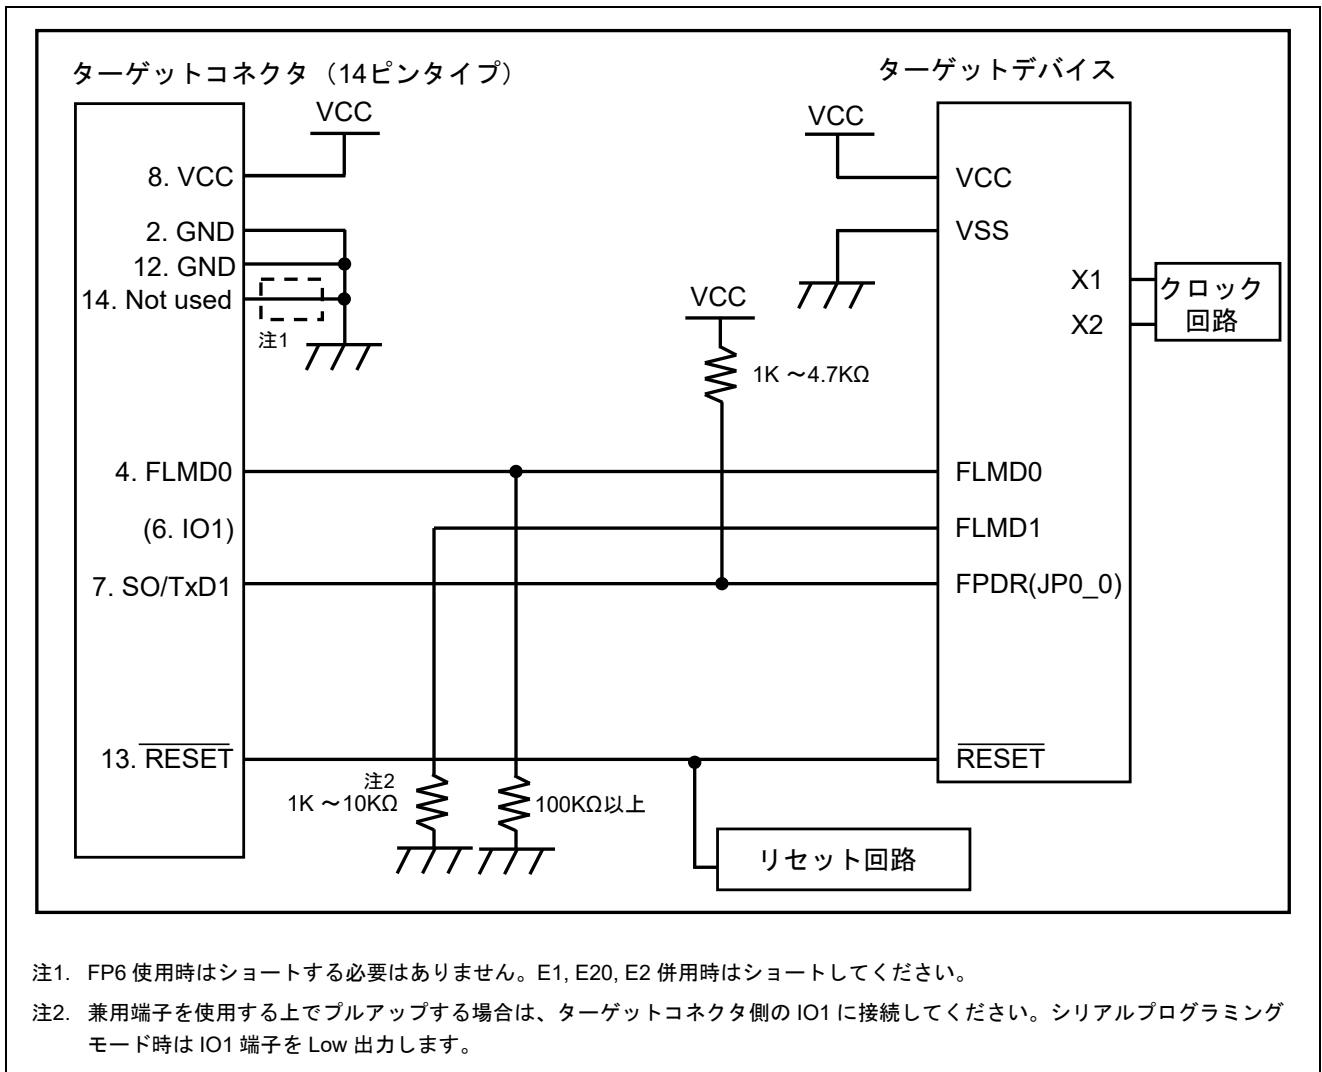 ターゲットコネクタ（14ピンタイプ）
ターゲットデバイス
VCC
VCC
8. VCC
VCC
2. GND
VSS
12. GND
14. Not used
注1
X1
X2
クロック
回路
VCC
1K ～4.7KΩ
4. FLMD0
FLMD0
(6. IO1)
FLMD1
7. SO/TxD1
FPDR(JP0_0)
13. RESET
RESET
注2
1K ～10KΩ
100KΩ以上
リセット回路
注1. FP6 使用時はショートする必要はありません。E1, E20, E2 併用時はショートしてください。
注2. 兼用端子を使用する上でプルアップする場合は、ターゲットコネクタ側の IO1 に接続してください。シリアルプログラミング
モード時は IO1 端子を Low 出力します。